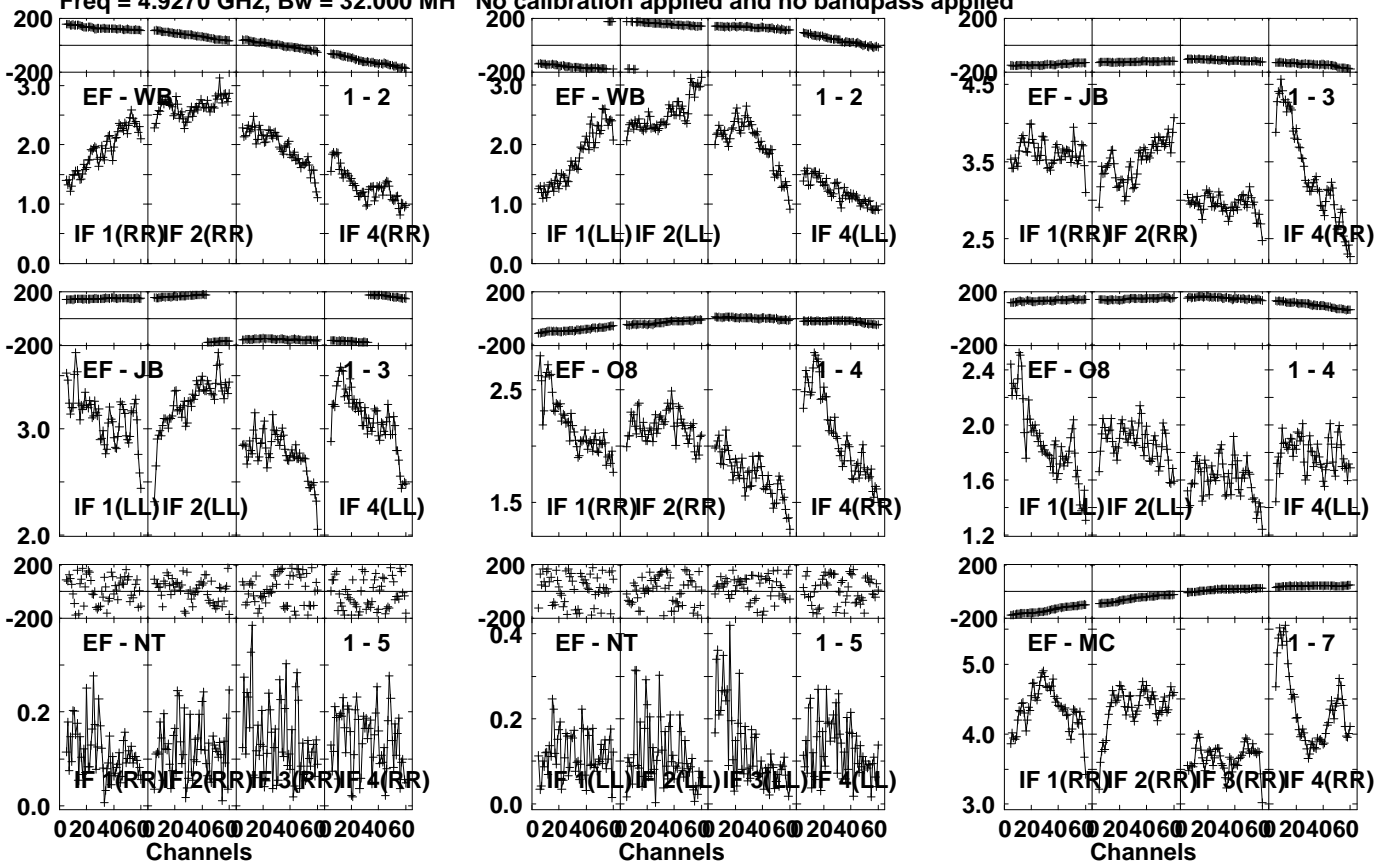 Freq = 4.9270 GHz, Bw = 32.000 MH   No calibration applied and no bandpass applied
200 200 200
-200 -200 -200
3.0 EF - WB 1 - 2 3.0 EF - WB 1 - 2 4.5 EF - JB 1 - 3
2.0 2.0 3.5
1.0 1.0 2.5
IF 1(RR) IF 2(RR) IF 4(RR) IF 1(LL) IF 2(LL) IF 4(LL) IF 1(RR) IF 2(RR) IF 4(RR)
0.0 0.0
200 200 200
-200 -200 -200
EF - JB 1 - 3 EF - O8 1 - 4 2.4 EF - O8 1 - 4
3.0 2.5 2.0
1.6
IF 1(LL) IF 2(LL) IF 4(LL) 1.5 IF 1(RR) IF 2(RR) IF 4(RR) IF 1(LL) IF 2(LL) IF 4(LL)
2.0 1.2
200 200 200
-200 -200 -200
EF - NT 1 - 5 0.4 EF - NT 1 - 5 EF - MC 1 - 7
5.0
0.2 0.2 4.0
IF 1(RR) IF 2(RR) IF 3(RR) IF 4(RR) IF 1(LL) IF 2(LL) IF 3(LL) IF 4(LL) IF 1(RR) IF 2(RR) IF 3(RR) IF 4(RR)
0.0 0.0 3.0
0 20 40 60 0 20 40 60 0 20 40 60 0 20 40 60 0 20 40 60 0 20 40 60 0 20 40 60 0 20 40 60 0 20 40 60 0 20 40 60 0 20 40 60 0 20 40 60
Channels Channels Channels